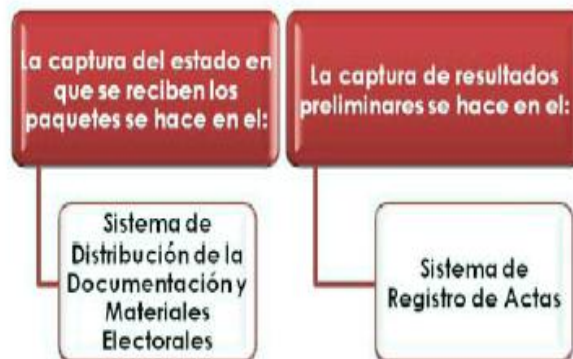 La captura del estado en
que se reciben los
paquetes se hace en el:
Sistema de
Distribución de la
Documentación y
Materiales
Electorales
La captura de resultados
preliminares se hace en el:
Sistema de
Registro de Actas